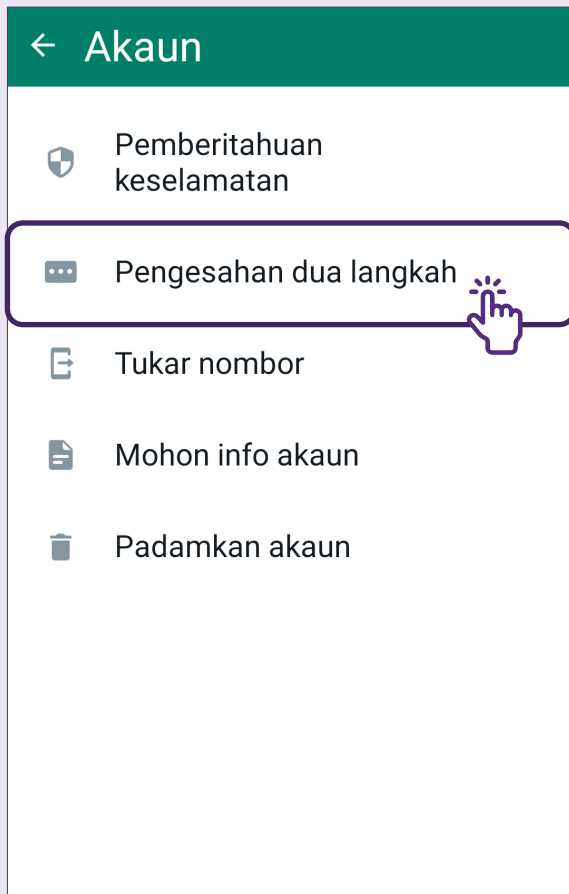 Akaun
Pemberitahuan
keselamatan
Pengesahan dua langkah
Tukar nombor
Mohon info akaun
Padamkan akaun